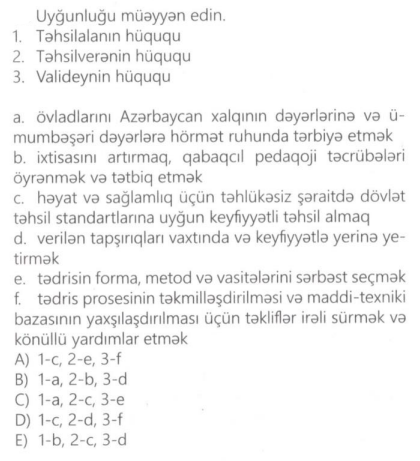 Uyğunluğu müəyyən edin.
1. Təhsilalanın hüququ
2. Təhsilverənin hüququ
3. Valideynin hüququ
a. övladlarını Azərbaycan xalqının dəyərlərinə və ü-
mumbəşəri dəyərlərə hörmət ruhunda tərbiyə etmək
b. ixtisasını artırmaq, qabaqcıl pedaqoji təcrübələri
öyrənmək və tətbiq etmək
c. həyat və sağlamlıq üçün təhlükəsiz şəraitdə dövlət
təhsil standartlarına uyğun keyfiyyətli təhsil almaq
d. verilən tapşırıqları vaxtında və keyfiyyətlə yerinə ye-
tirmək
e. tədrisin forma, metod və vasitələrini sərbəst seçmək
f. tədris prosesinin təkmilləşdirilməsi və maddi-texniki
bazasının yaxşılaşdırılması üçün təkliflər irəli sürmək və
könüllü yardımlar etmək
A) 1-c, 2-e, 3-f
B) 1-a, 2-b, 3-d
C) 1-a, 2-c, 3-e
D) 1-c, 2-d, 3-f
E) 1-b, 2-c, 3-d